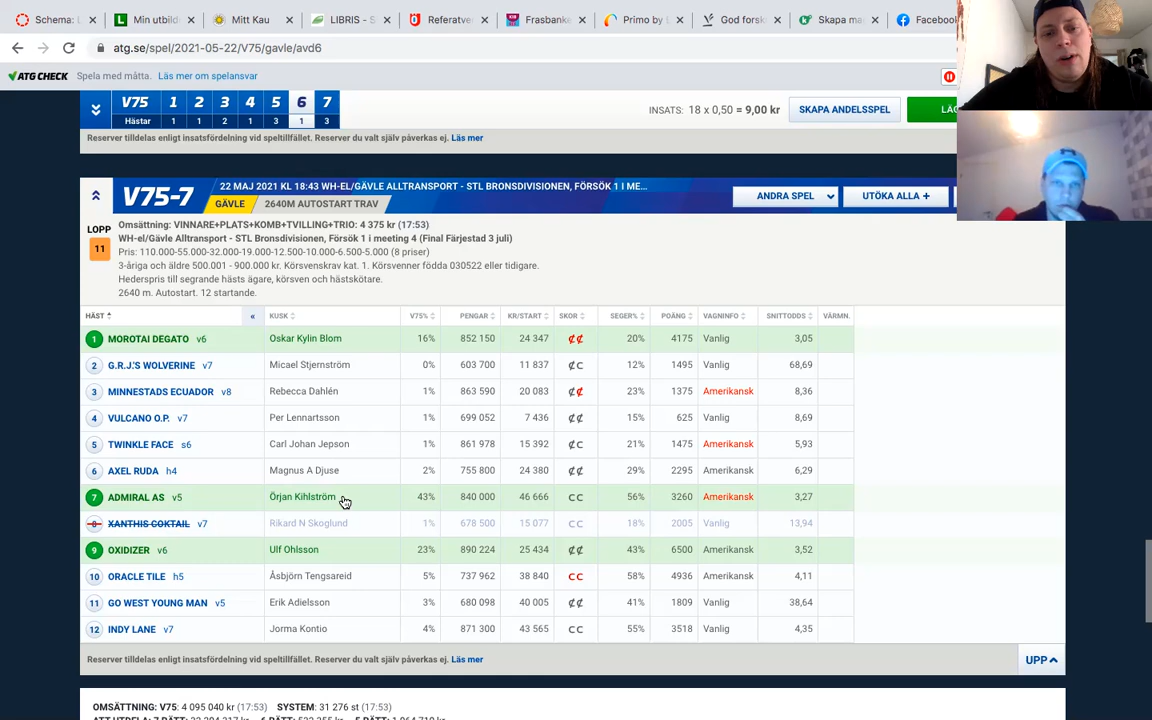 Schema: L
Min utbild
Mitt Kau
LIBRIS - S
Referatver
Frasbanke
Primo by L
God forsk
Skapa me
Facebook
atg.se/spel/2021-05-22/V75/gavle/avd6
ATG CHECK Spela med måtta. Läs mer om spelansvar
V75 1 2 3 4 5 6 7
Hästar 1 1 2 1 3 1 3
INSATS: 18 x 0,50 = 9,00 kr
SKAPA ANDELSSPEL
Reserver tilldelas enligt insatsfördelning vid speltillfället. Reserver du valt själv påverkas ej. Läs mer
V75-7
22 MAJ 2021 KL 18:43 WH-EL/GÄVLE ALLTRANSPORT - STL BRONSDIVISIONEN, FÖRSÖK 1 I ME...
GÄVLE 2640M AUTOSTART TRAV
ANDRA SPEL
UTÖKA ALLA +
LOPP
11
Omsättning: VINNARE+PLATS+KOMB+TVILLING+TRIO: 4 375 kr (17:53)
WH-el/Gävle Alltransport - STL Bronsdivisionen, Försök 1 i meeting 4 (Final Färjestad 3 juli)
Pris: 110.000-55.000-32.000-19.000-12.500-10.000-6.500-5.000 (8 priser)
3-åriga och äldre 500.001 - 900.000 kr. Körsvenskrav kat. 1. Körsvenner födda 030522 eller tidigare.
Hederspris till segrande hästs ägare, körsven och hästskötare.
2640 m. Autostart. 12 startande.
HÄST « KUSK V75% PENGAR KR/START SKOR SEGER% POÄNG VAGNINFO SNITTODDS VÄRMN.
1 MOROTAI DEGATO v6 Oskar Kylin Blom 16% 852 150 24 347 ȼȼ 20% 4175 Vanlig 3,05
2 G.R.J.'S WOLVERINE v7 Micael Stjernström 0% 603 700 11 837 ȼC 12% 1495 Vanlig 68,69
3 MINNESTADS ECUADOR v8 Rebecca Dahlén 1% 863 590 20 083 ȼȼ 23% 1375 Amerikansk 8,36
4 VULCANO O.P. v7 Per Lennartsson 1% 699 052 7 436 ȼȼ 15% 625 Vanlig 8,69
5 TWINKLE FACE s6 Carl Johan Jepson 1% 861 978 15 392 ȼC 21% 1475 Amerikansk 5,93
6 AXEL RUDA h4 Magnus A Djuse 2% 755 800 24 380 ȼȼ 29% 2295 Amerikansk 6,29
7 ADMIRAL AS v5 Örjan Kihlström 43% 840 000 46 666 CC 56% 3260 Amerikansk 3,27
8 XANTHIS COKTAIL v7 Rikard N Skoglund 1% 678 500 15 077 CC 18% 2005 Vanlig 13,94
9 OXIDIZER v6 Ulf Ohlsson 23% 890 224 25 434 ȼȼ 43% 6500 Amerikansk 3,52
10 ORACLE TILE h5 Åsbjörn Tengsareid 5% 737 962 38 840 CC 58% 4936 Amerikansk 4,11
11 GO WEST YOUNG MAN v5 Erik Adielsson 3% 680 098 40 005 ȼȼ 41% 1809 Vanlig 38,64
12 INDY LANE v7 Jorma Kontio 4% 871 300 43 565 CC 55% 3518 Vanlig 4,35
Reserver tilldelas enligt insatsfördelning vid speltillfället. Reserver du valt själv påverkas ej. Läs mer
UPP
OMSÄTTNING: V75: 4 095 040 kr (17:53) SYSTEM: 31 276 st (17:53)